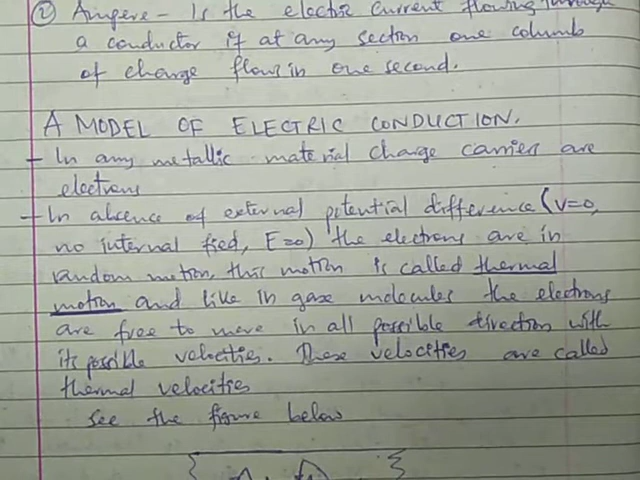 ② Ampere - Is the electric current flowing through
a conductor if at any section one columb
of charge flows in one second.
A MODEL OF ELECTRIC CONDUCTION.
- In any metallic material charge carriers are
electrons
- In absence of external potential difference (V=0,
no internal fied, E=0) the electrons are in
random motion, this motion is called thermal
motion and like in gase molecules the electrons
are free to move in all possible direction with
its possible velocities. These velocities are called
thermal velocities
see the figure below